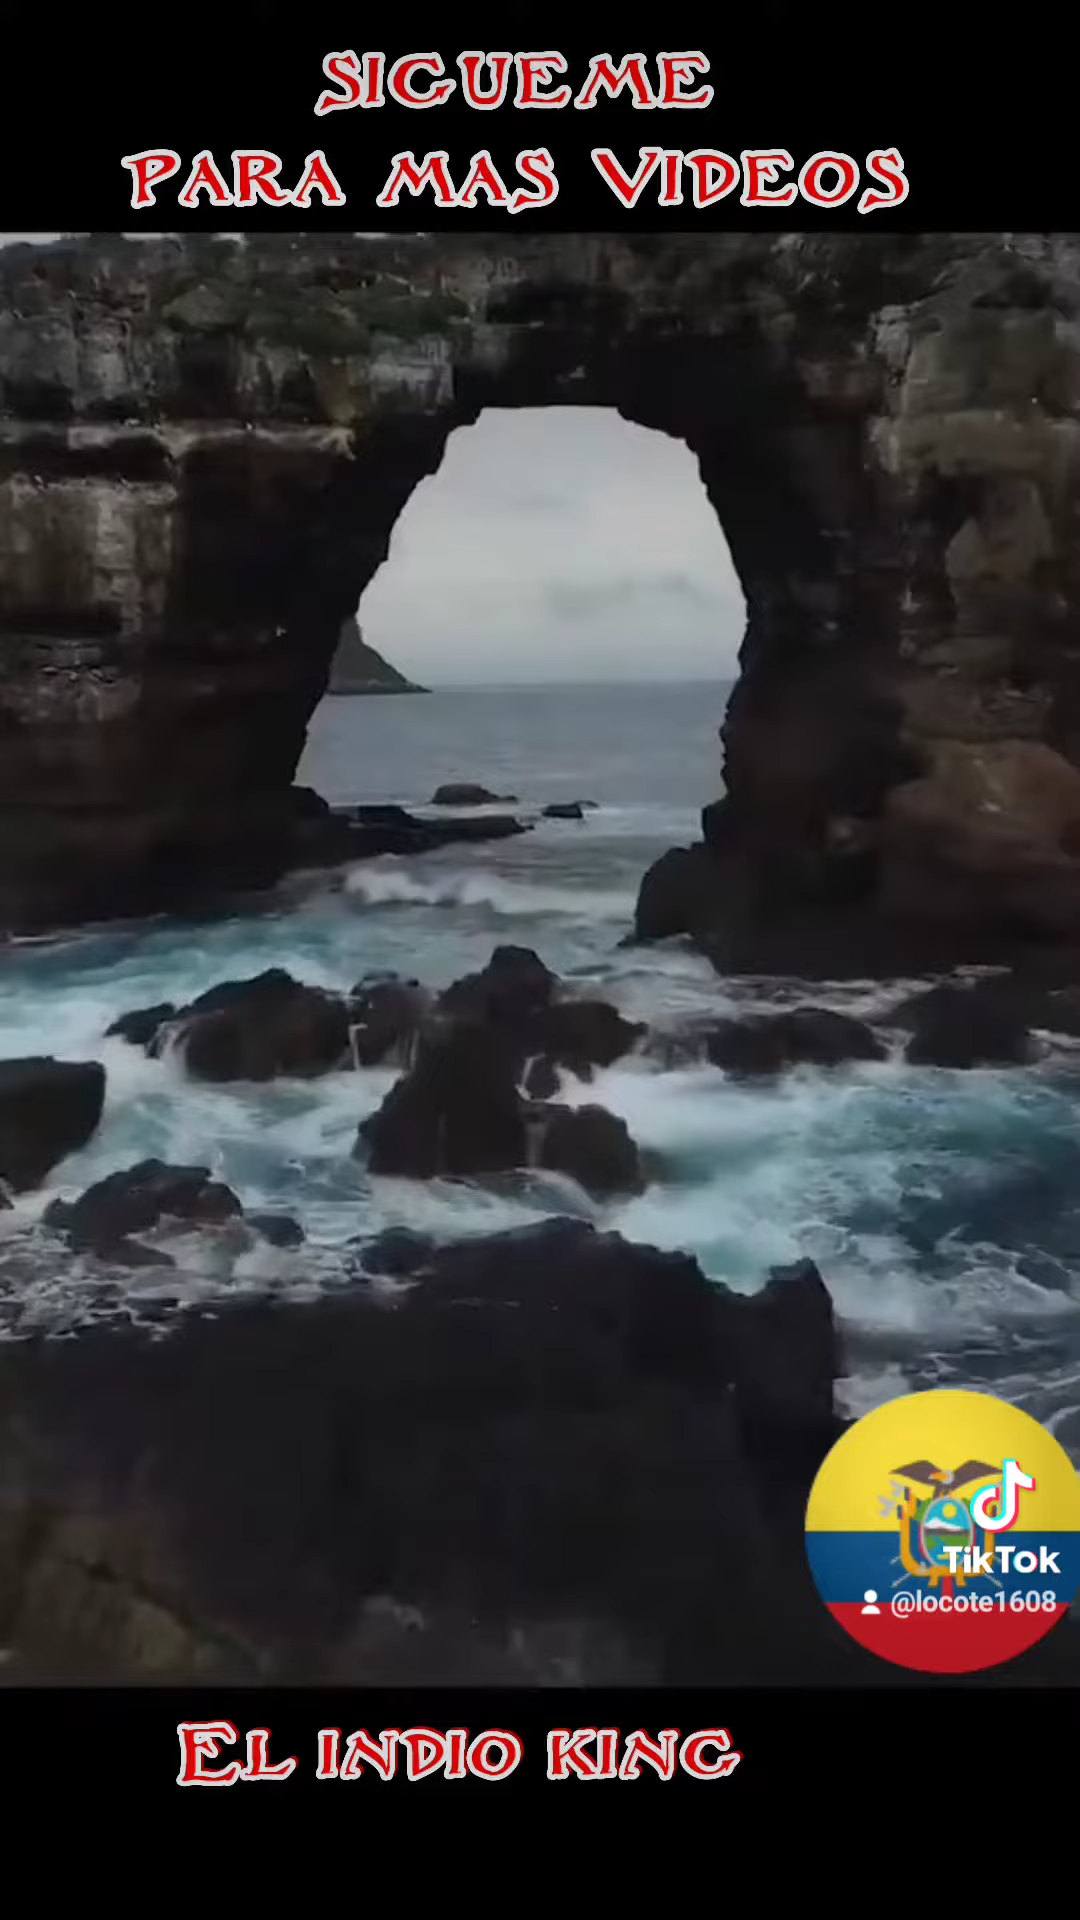 SIGUEME
PARA MAS VIDEOS
TikTok
@locote1608
El indio king